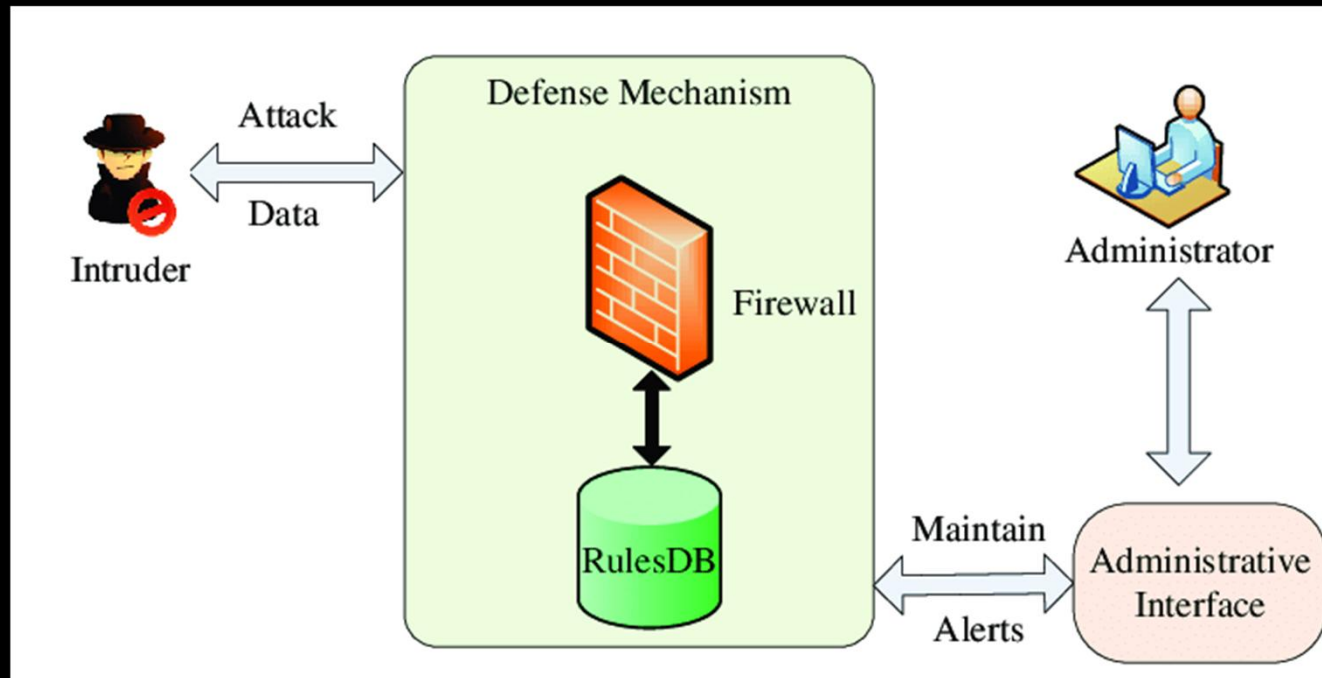 Defense Mechanism
Attack
Data
Intruder
Firewall
RulesDB
Administrator
Maintain
Alerts
Administrative
Interface